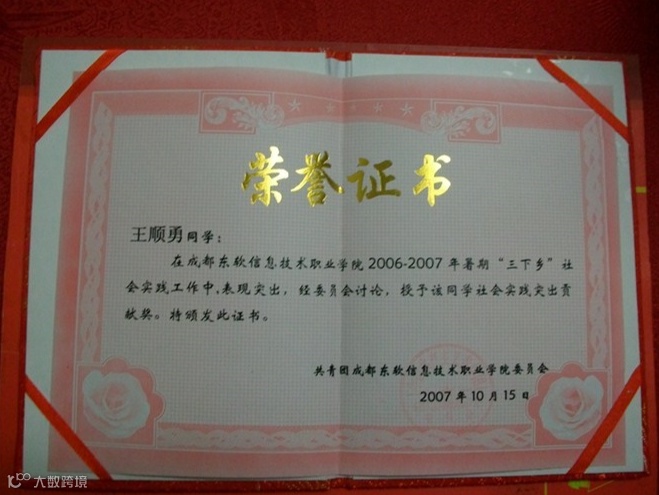 荣誉证书
王顺勇同学：
在成都东软信息技术职业学院2006-2007年暑期“三下乡”社
会实践工作中,表现突出，经委员会讨论，授予该同学社会实践突出贡
献奖。特颁发此证书。
共青团成都东软信息技术职业学院委员会
2007年10月15日
大数跨境